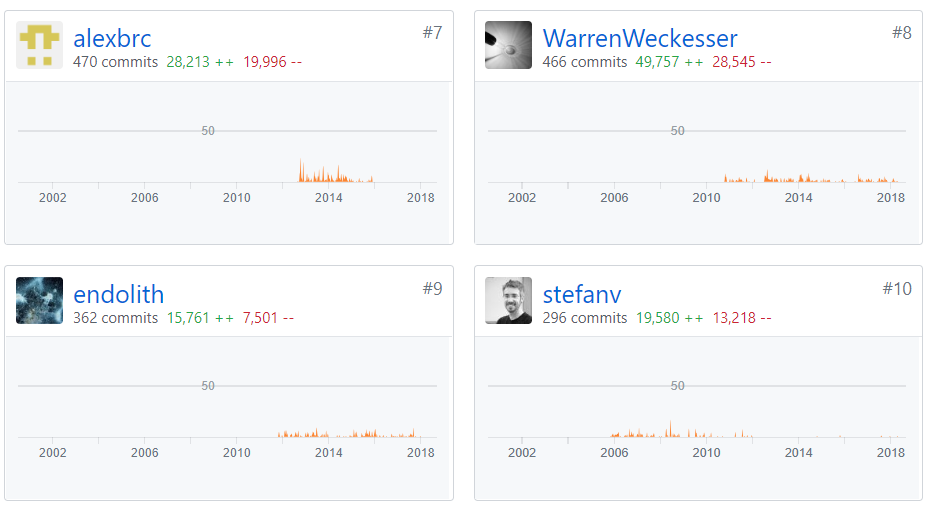 alexbrc #7
470 commits 28,213 ++ 19,996 --
50
2002 2006 2010 2014 2018
WarrenWeckesser #8
466 commits 49,757 ++ 28,545 --
50
2002 2006 2010 2014 2018
endolith #9
362 commits 15,761 ++ 7,501 --
50
2002 2006 2010 2014 2018
stefanv #10
296 commits 19,580 ++ 13,218 --
50
2002 2006 2010 2014 2018